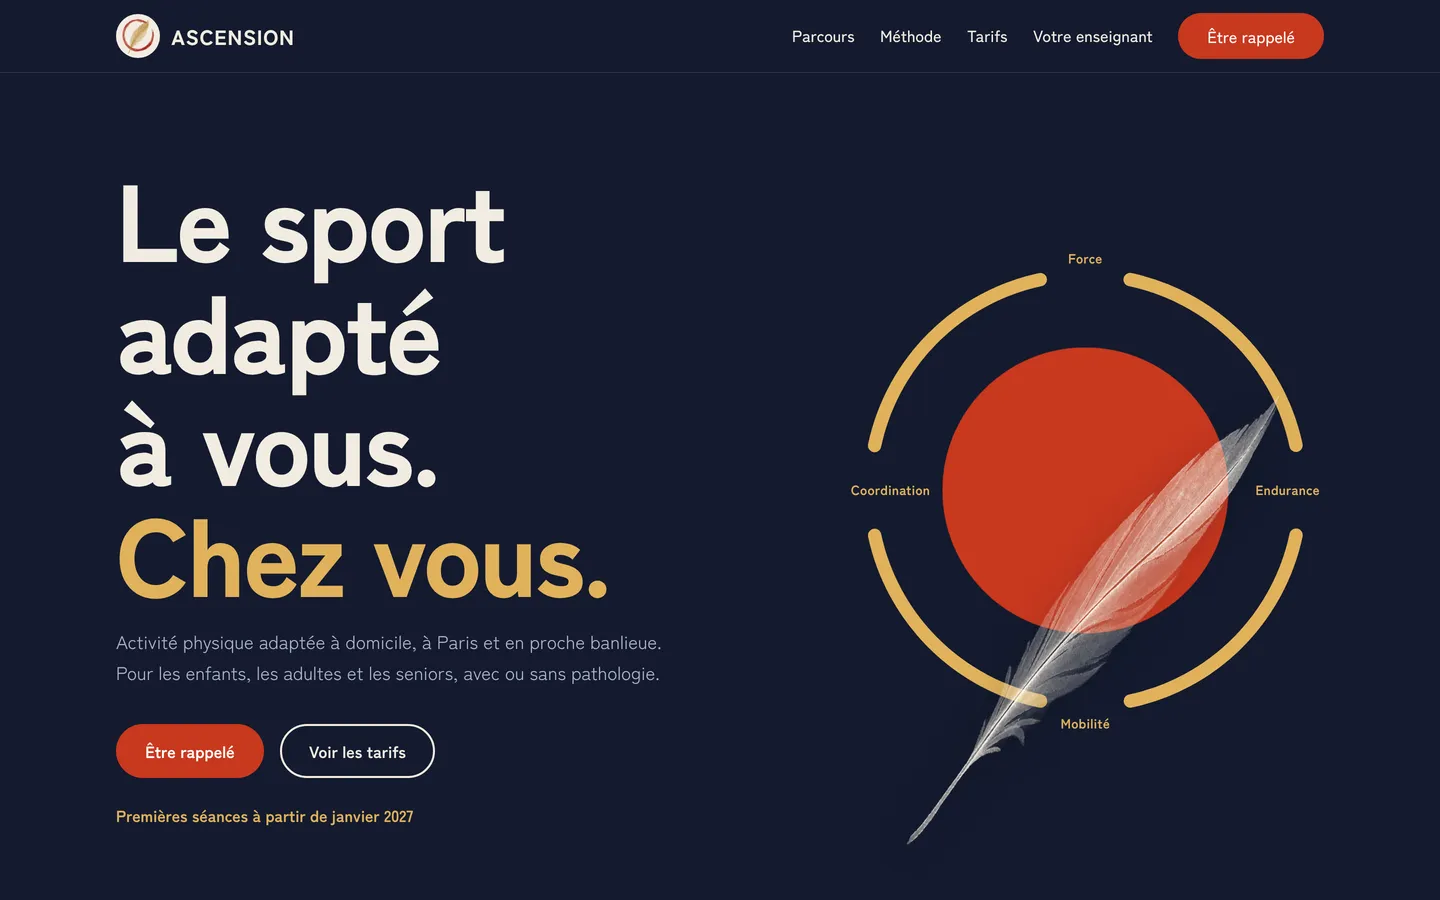 ASCENSION
Parcours
Méthode
Tarifs
Votre enseignant
Être rappelé
Le sport
adapté
à vous.
Chez vous.
Activité physique adaptée à domicile, à Paris et en proche banlieue.
Pour les enfants, les adultes et les seniors, avec ou sans pathologie.
Être rappelé
Voir les tarifs
Premières séances à partir de janvier 2027
Force
Coordination
Endurance
Mobilité